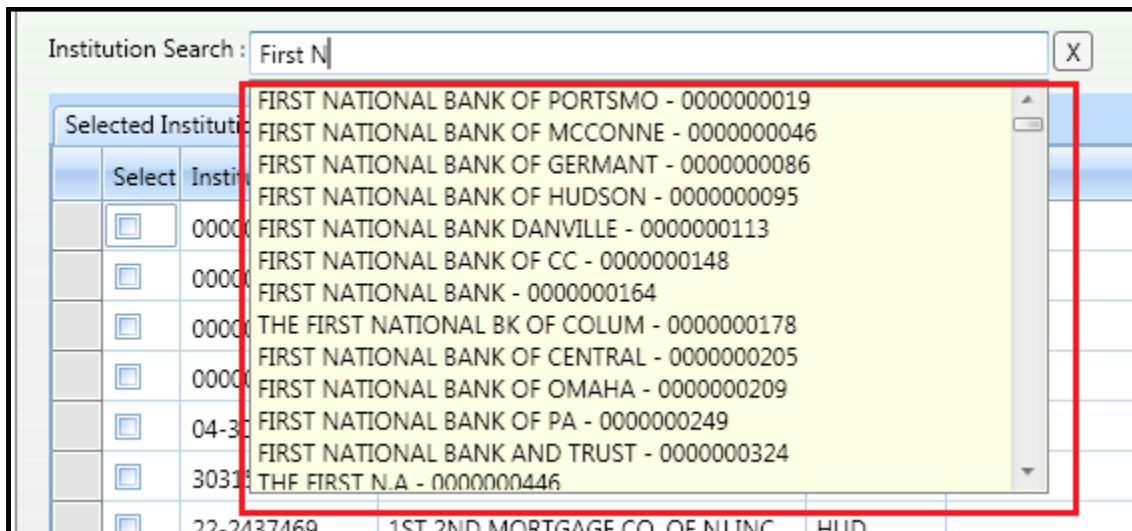 Institution Search : First N X
FIRST NATIONAL BANK OF PORTSMO - 0000000019
Selected
FIRST NATIONAL BANK OF MCCONNE - 0000000046
FIRST NATIONAL BANK OF GERMANT - 0000000086
Select
FIRST NATIONAL BANK OF HUDSON - 0000000095
FIRST NATIONAL BANK DANVILLE - 0000000113
FIRST NATIONAL BANK OF CC - 0000000148
FIRST NATIONAL BANK - 0000000164
THE FIRST NATIONAL BK OF COLUM - 0000000178
FIRST NATIONAL BANK OF CENTRAL - 0000000205
FIRST NATIONAL BANK OF OMAHA - 0000000209
FIRST NATIONAL BANK OF PA - 0000000249
FIRST NATIONAL BANK AND TRUST - 0000000324
THE FIRST N.A - 0000000446
22-2437469 1ST 2ND MORTGAGE CO. OF NJ INC HUD